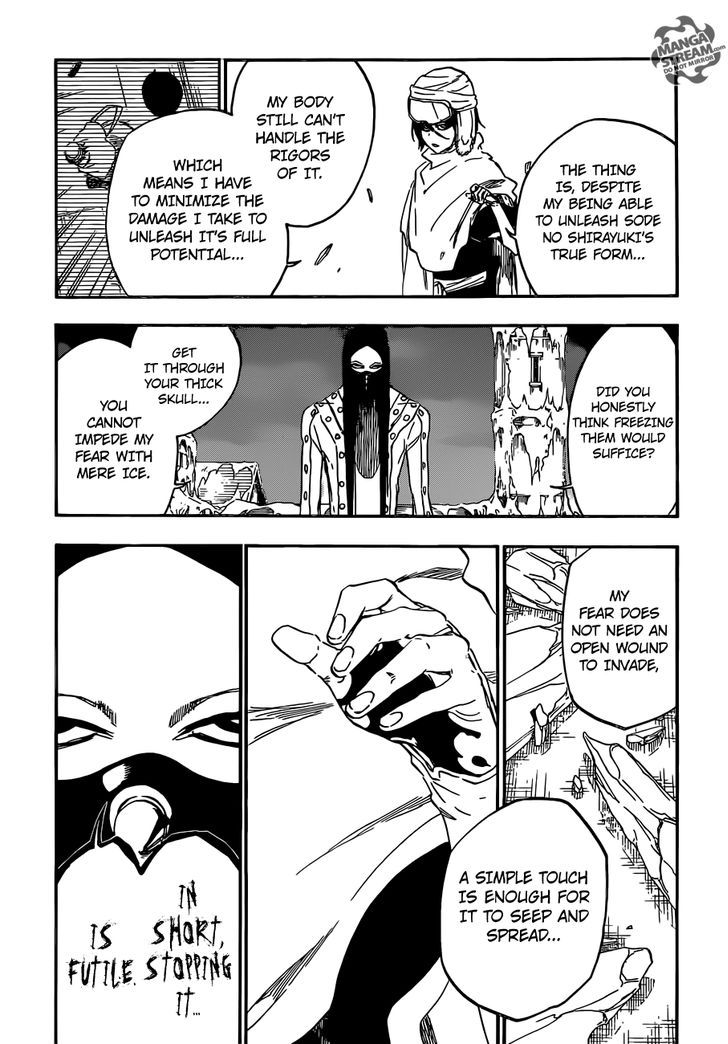 MANGA
STREAM.com
DO NOT MIRROR
THE THING
IS, DESPITE
MY BEING ABLE
TO UNLEASH SODE
NO SHIRAYUKI'S
TRUE FORM...
MY BODY
STILL CAN'T
HANDLE THE
RIGORS
OF IT.
WHICH
MEANS I HAVE
TO MINIMIZE THE
DAMAGE I TAKE TO
UNLEASH IT'S FULL
POTENTIAL...
DID YOU
HONESTLY
THINK FREEZING
THEM WOULD
SUFFICE?
GET
IT THROUGH
YOUR THICK
SKULL...
YOU
CANNOT
IMPEDE MY
FEAR WITH
MERE ICE.
MY
FEAR DOES
NOT NEED AN
OPEN WOUND
TO INVADE,
A SIMPLE TOUCH
IS ENOUGH FOR
IT TO SEEP AND
SPREAD...
IN
SHORT,
STOPPING
IT...
IS
FUTILE.